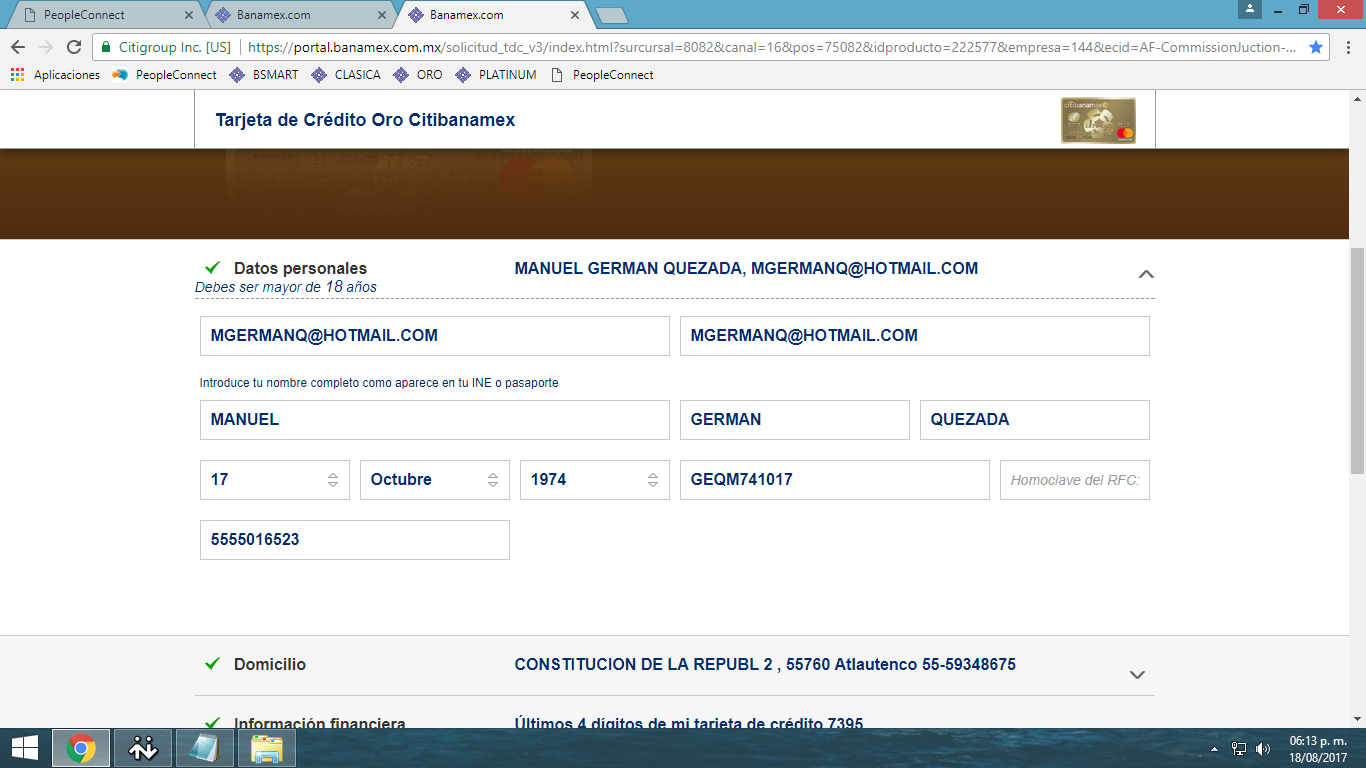 PeopleConnect Banamex.com Banamex.com
Citigroup Inc. [US] https://portal.banamex.com.mx/solicitud_tdc_v3/index.html?surcursal=8082&canal=16&pos=75082&idproducto=222577&empresa=144&ecid=AF-CommissionJuction-...
Aplicaciones PeopleConnect BSMART CLASICA ORO PLATINUM PeopleConnect
Tarjeta de Crédito Oro Citibanamex
citibanamex
Datos personales MANUEL GERMAN QUEZADA, MGERMANQ@HOTMAIL.COM
Debes ser mayor de 18 años
MGERMANQ@HOTMAIL.COM MGERMANQ@HOTMAIL.COM
Introduce tu nombre completo como aparece en tu INE o pasaporte
MANUEL GERMAN QUEZADA
17 Octubre 1974 GEQM741017 Homoclave del RFC:
5555016523
Domicilio CONSTITUCION DE LA REPUBL 2 , 55760 Atlautenco 55-59348675
Información financiera Últimos 4 dígitos de mi tarjeta de crédito 7395
06:13 p. m.
18/08/2017